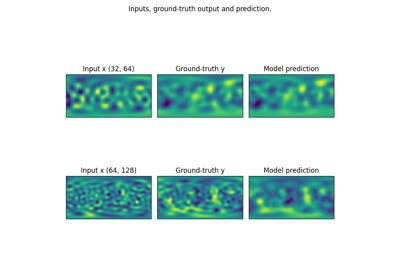 Inputs, ground-truth output and prediction.
Input x (32, 64) Ground-truth y Model prediction
Input x (64, 128) Ground-truth y Model prediction